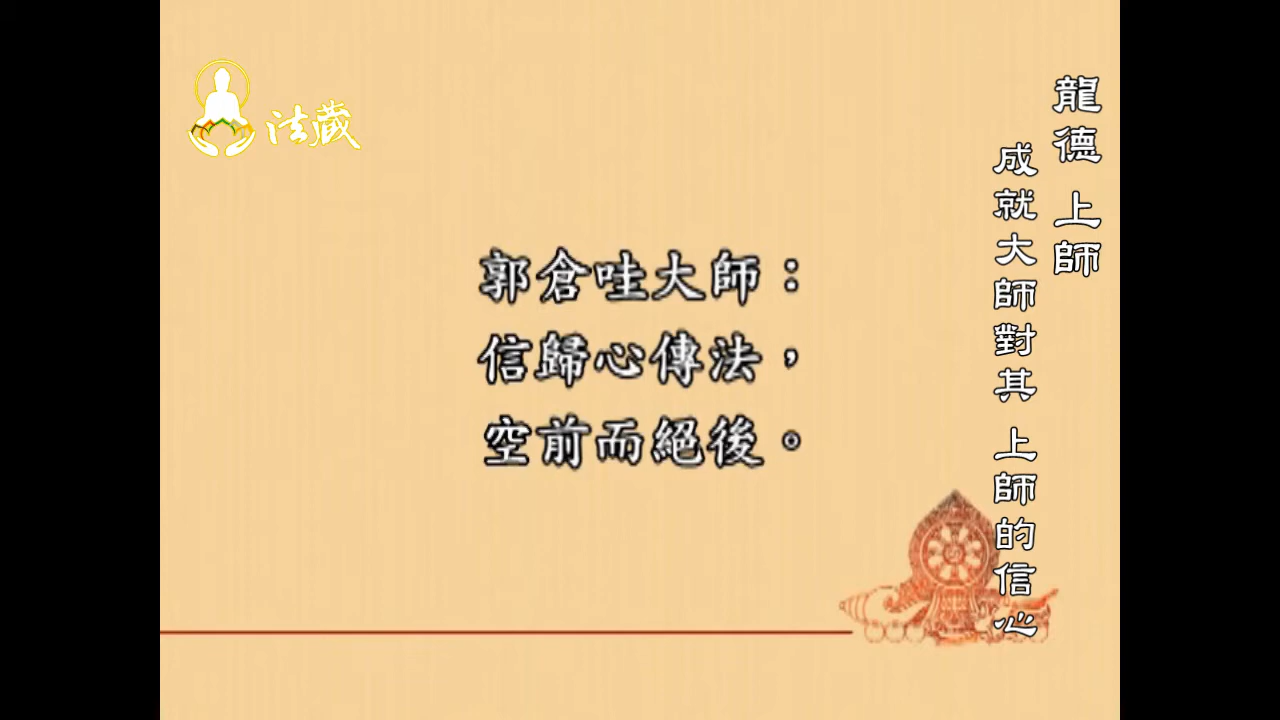 法藏
龍德 上師
成就大師對其 上師的信心
郭倉哇大師：
信歸心傳法，
空前而絕後。